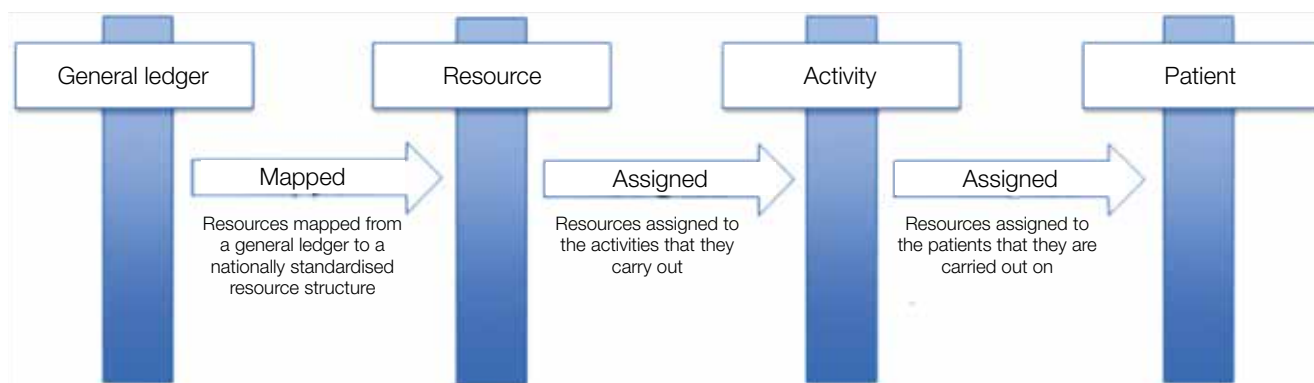 General ledger
Resource
Activity
Patient
Mapped
Assigned
Assigned
Resources mapped from
a general ledger to a
nationally standardised
resource structure
Resources assigned to
the activities that they
carry out
Resources assigned to
the patients that they are
carried out on